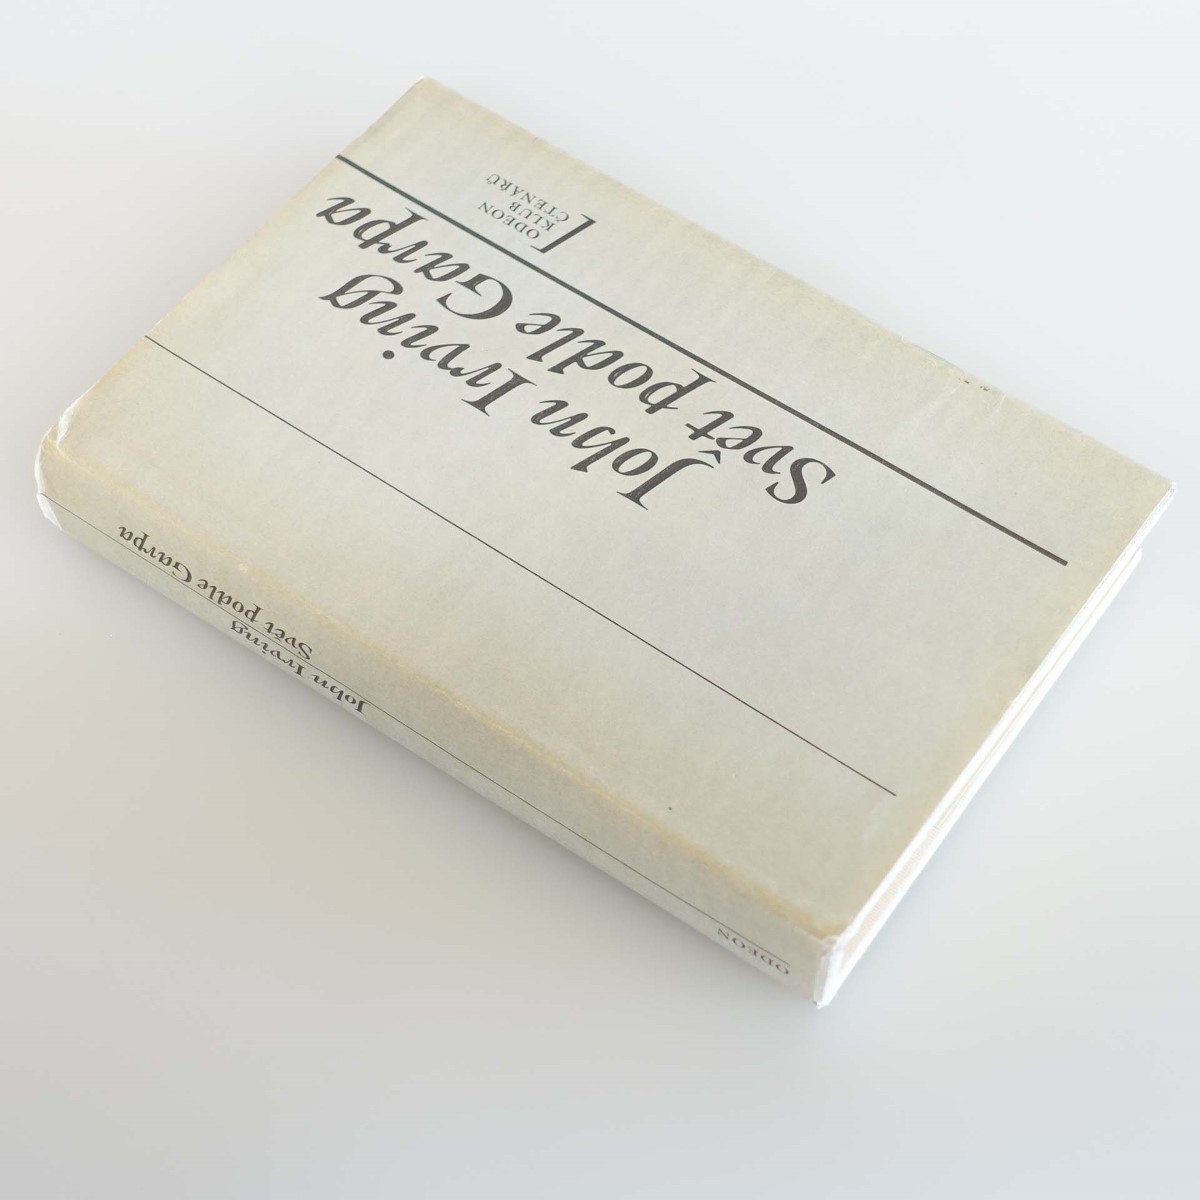 John Irving
Svět podle Garpa
ODEON
KLUB
ČTENÁŘŮ
John Irving
Svět podle Garpa
ODEON